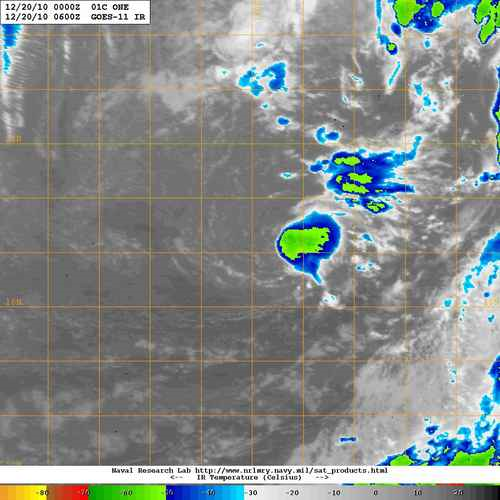 12/20/10 0000Z 01C ONE
12/20/10 0600Z GOES-11 IR
10N
Naval Research Lab http://www.nrlmry.navy.mil/sat_products.html
<-- IR Temperature (Celsius) -->
-80 -70 -60 -50 -40 -30 -20 -10 0 10 20